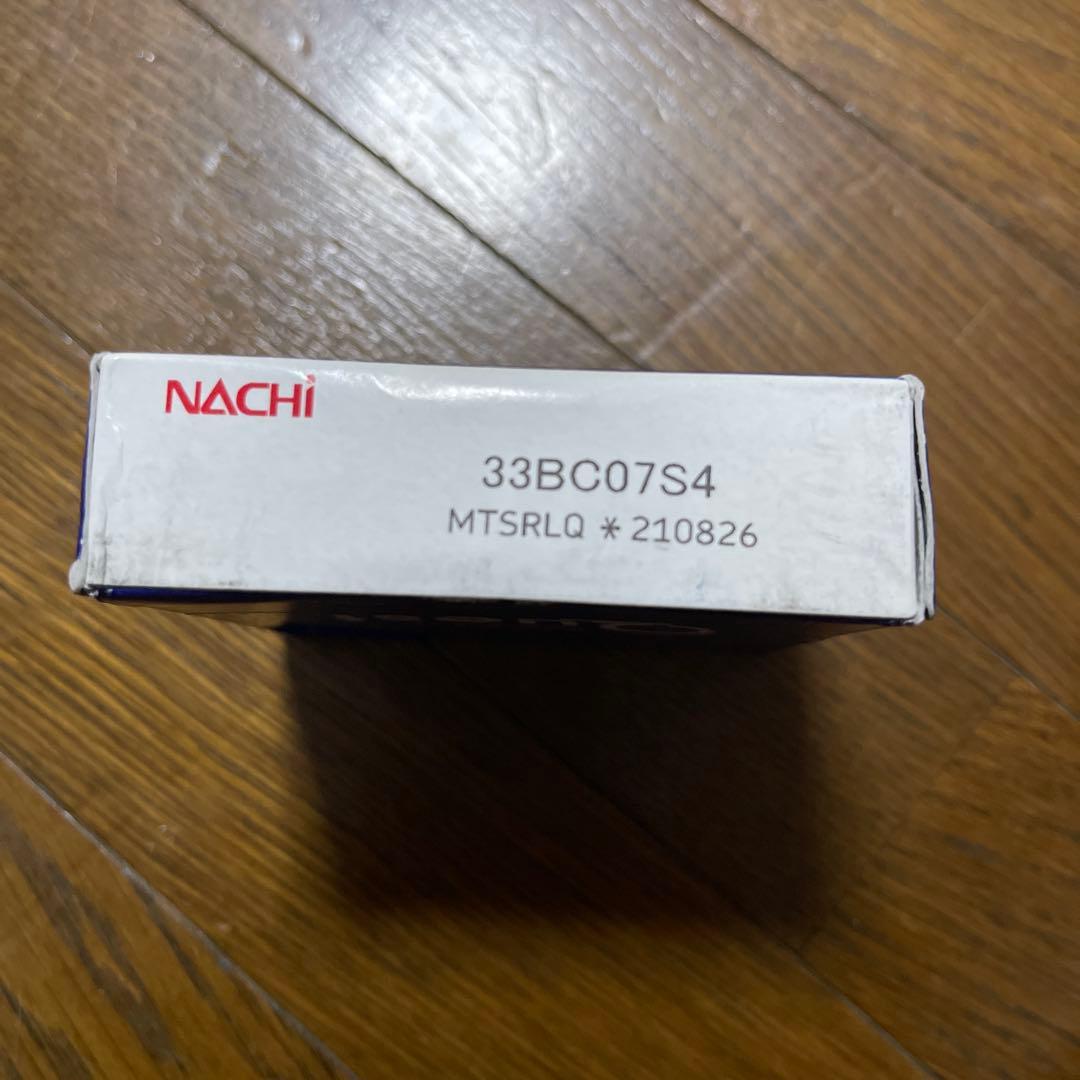 NACHi
33BC07S4
MTSRLQ * 210826